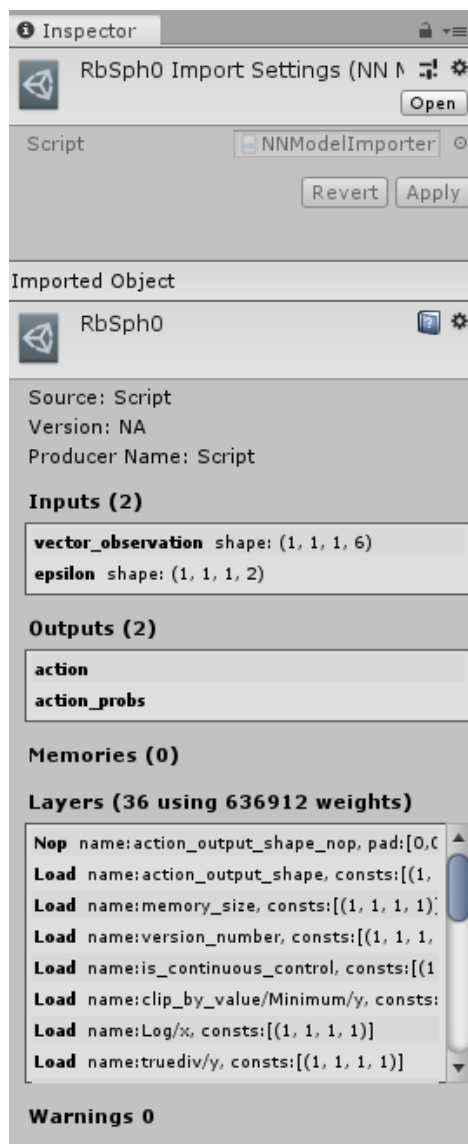 Inspector
RbSph0 Import Settings (NN M
Open
Script NNModelImporter
Revert Apply
Imported Object
RbSph0
Source: Script
Version: NA
Producer Name: Script
Inputs (2)
vector_observation shape: (1, 1, 1, 6)
epsilon shape: (1, 1, 1, 2)
Outputs (2)
action
action_probs
Memories (0)
Layers (36 using 636912 weights)
Nop name:action_output_shape_nop, pad:[0,0
Load name:action_output_shape, consts:[(1,
Load name:memory_size, consts:[(1, 1, 1, 1)]
Load name:version_number, consts:[(1, 1, 1,
Load name:is_continuous_control, consts:[(1
Load name:clip_by_value/Minimum/y, consts:
Load name:Log/x, consts:[(1, 1, 1, 1)]
Load name:truediv/y, consts:[(1, 1, 1, 1)]
Warnings 0